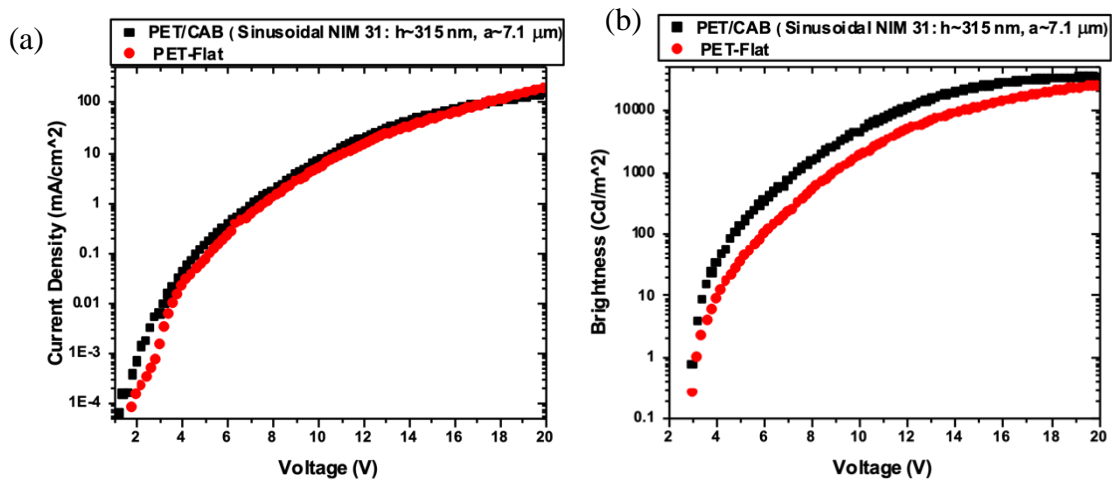 (a)
PET/CAB ( Sinusoidal NIM 31: h~315 nm, a~7.1 μm)
PET-Flat
Current Density (mA/cm^2)
100
10
1
0.1
0.01
1E-3
1E-4
2 4 6 8 10 12 14 16 18 20
Voltage (V)
(b)
PET/CAB ( Sinusoidal NIM 31: h~315 nm, a~7.1 μm)
PET-Flat
Brightness (Cd/m^2)
10000
1000
100
10
1
0.1
2 4 6 8 10 12 14 16 18 20
Voltage (V)